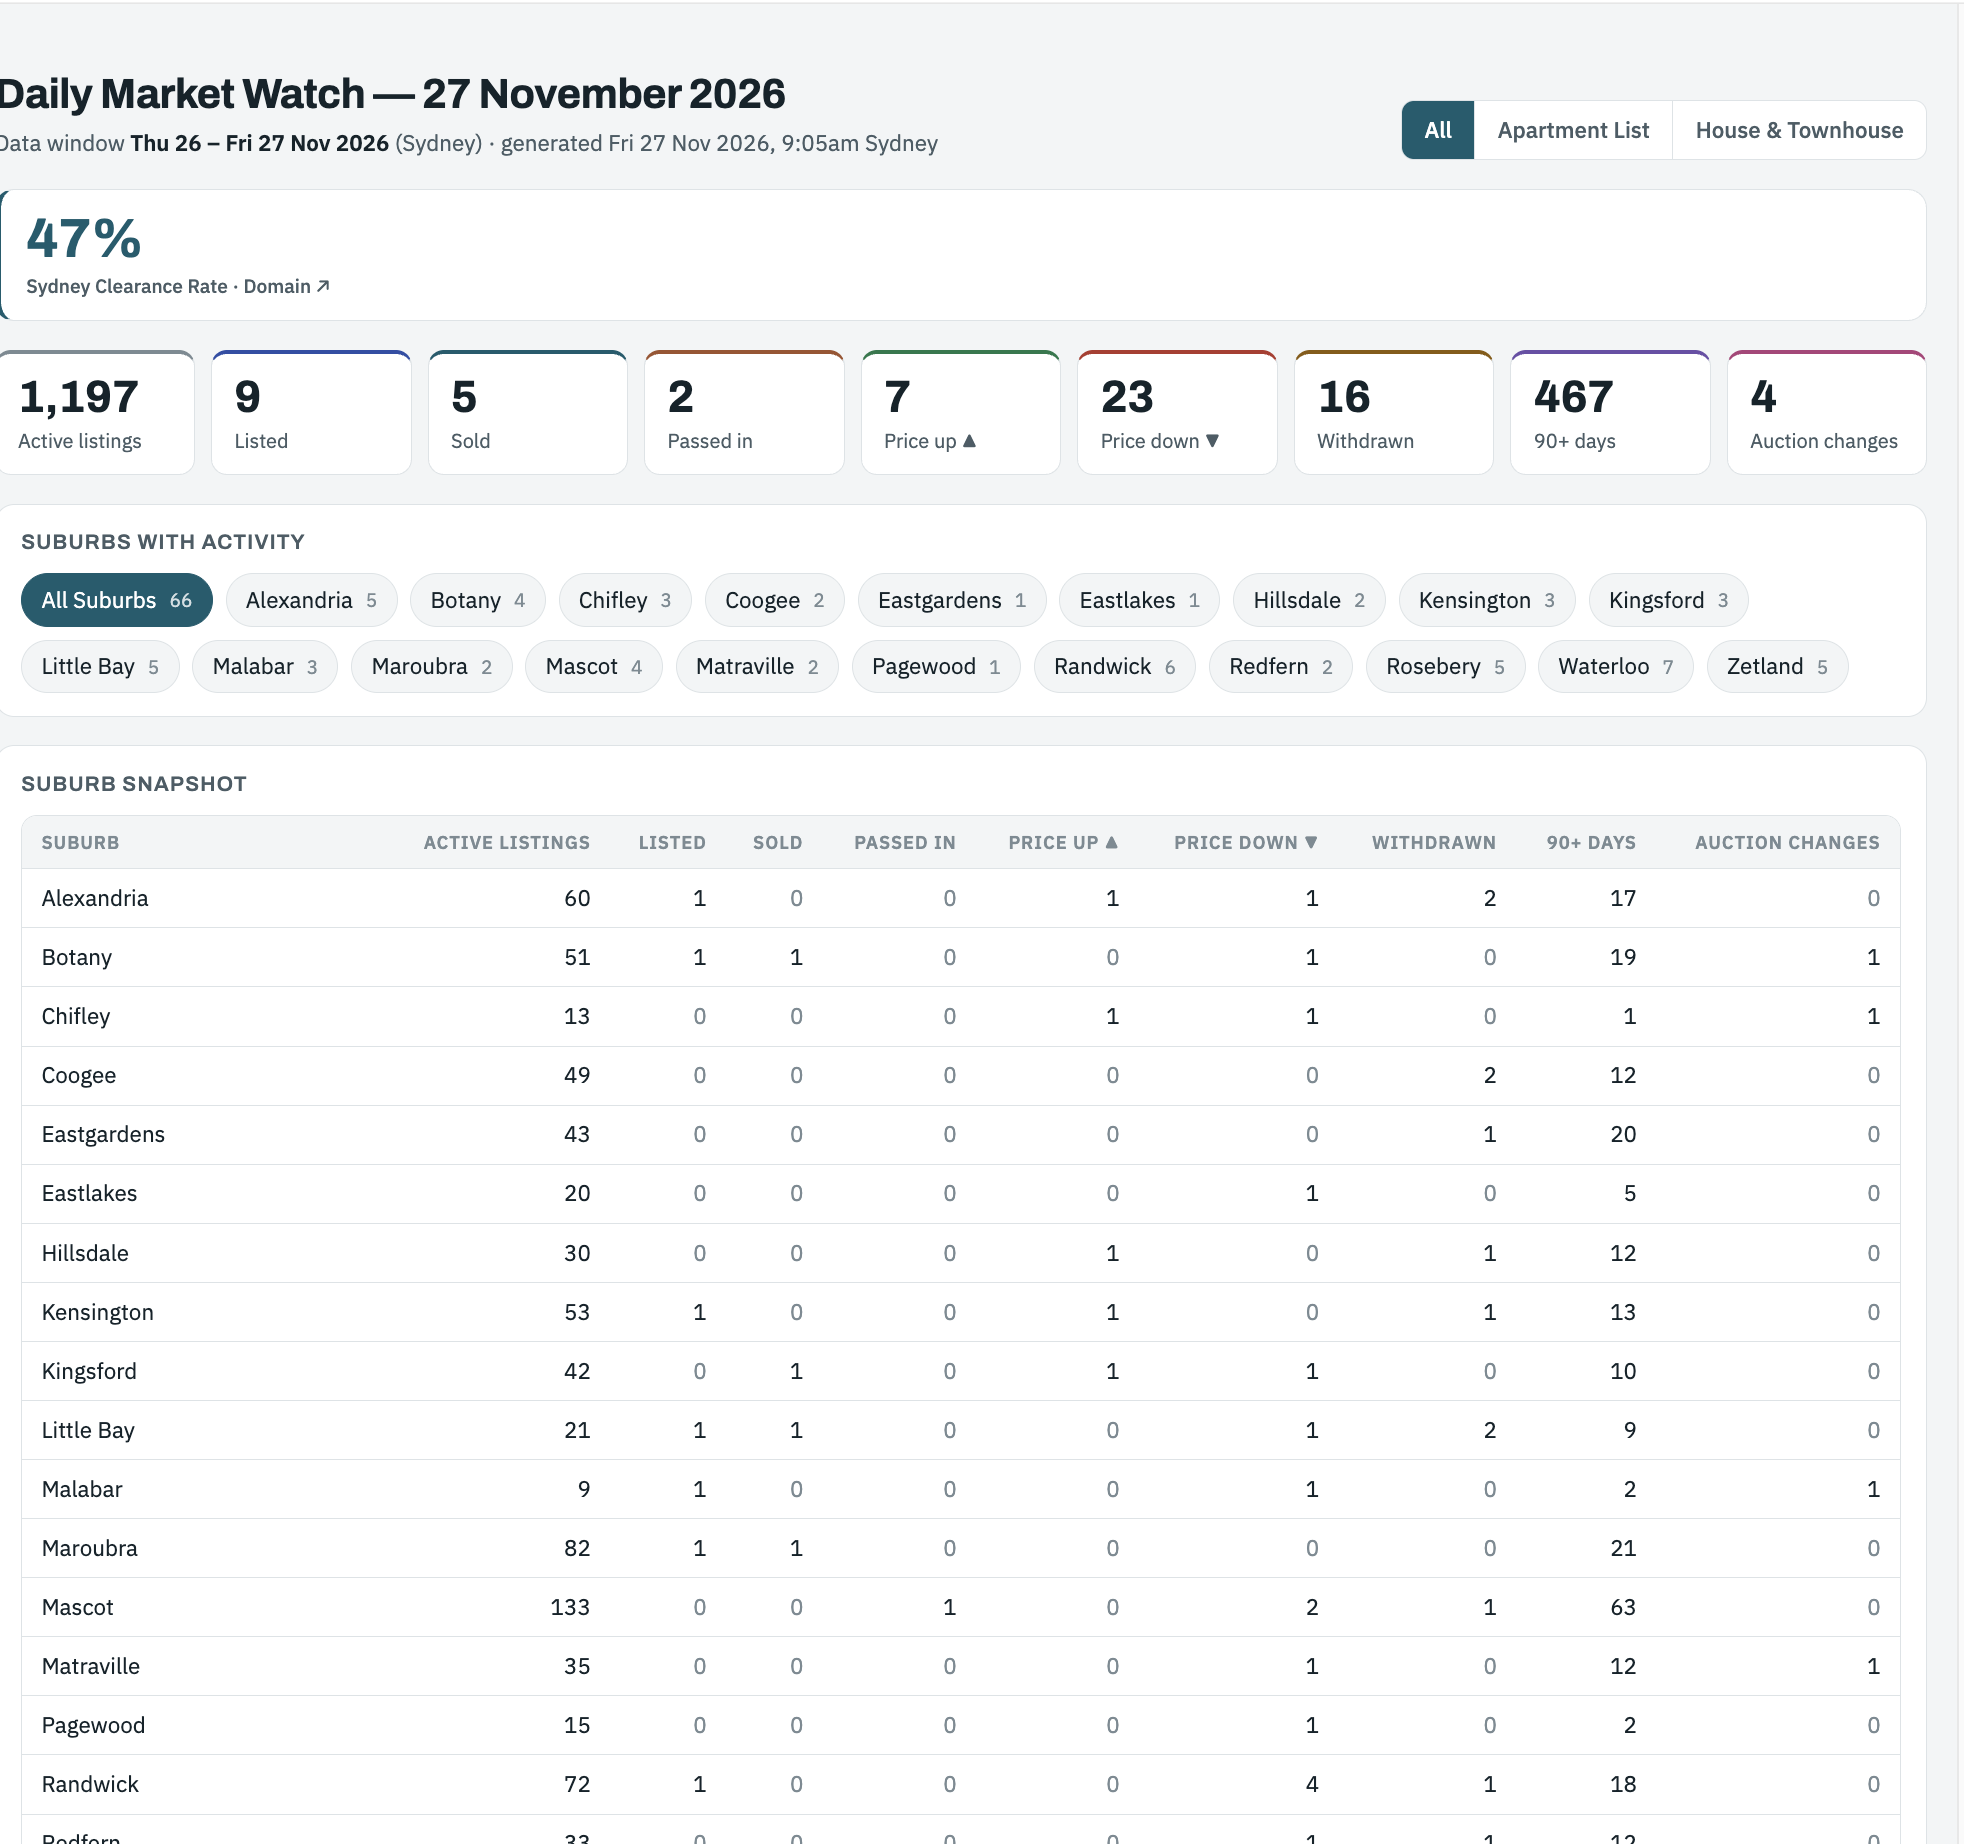 Daily Market Watch — 27 November 2026
Data window Thu 26 – Fri 27 Nov 2026 (Sydney) · generated Fri 27 Nov 2026, 9:05am Sydney
All Apartment List House & Townhouse
47%
Sydney Clearance Rate · Domain ↗
1,197 9 5 2 7 23 16 467 4
Active listings Listed Sold Passed in Price up ▲ Price down ▼ Withdrawn 90+ days Auction changes
SUBURBS WITH ACTIVITY
All Suburbs 66 Alexandria 5 Botany 4 Chifley 3 Coogee 2 Eastgardens 1 Eastlakes 1 Hillsdale 2 Kensington 3 Kingsford 3
Little Bay 5 Malabar 3 Maroubra 2 Mascot 4 Matraville 2 Pagewood 1 Randwick 6 Redfern 2 Rosebery 5 Waterloo 7 Zetland 5
SUBURB SNAPSHOT
SUBURB ACTIVE LISTINGS LISTED SOLD PASSED IN PRICE UP ▲ PRICE DOWN ▼ WITHDRAWN 90+ DAYS AUCTION CHANGES
Alexandria 60 1 0 0 1 1 2 17 0
Botany 51 1 1 0 0 1 0 19 1
Chifley 13 0 0 0 1 1 0 1 1
Coogee 49 0 0 0 0 0 2 12 0
Eastgardens 43 0 0 0 0 0 1 20 0
Eastlakes 20 0 0 0 0 1 0 5 0
Hillsdale 30 0 0 0 1 0 1 12 0
Kensington 53 1 0 0 1 0 1 13 0
Kingsford 42 0 1 0 1 1 0 10 0
Little Bay 21 1 1 0 0 1 2 9 0
Malabar 9 1 0 0 0 1 0 2 1
Maroubra 82 1 1 0 0 0 0 21 0
Mascot 133 0 0 1 0 2 1 63 0
Matraville 35 0 0 0 0 1 0 12 1
Pagewood 15 0 0 0 0 1 0 2 0
Randwick 72 1 0 0 0 4 1 18 0
Redfern 33 0 0 0 0 1 1 12 0